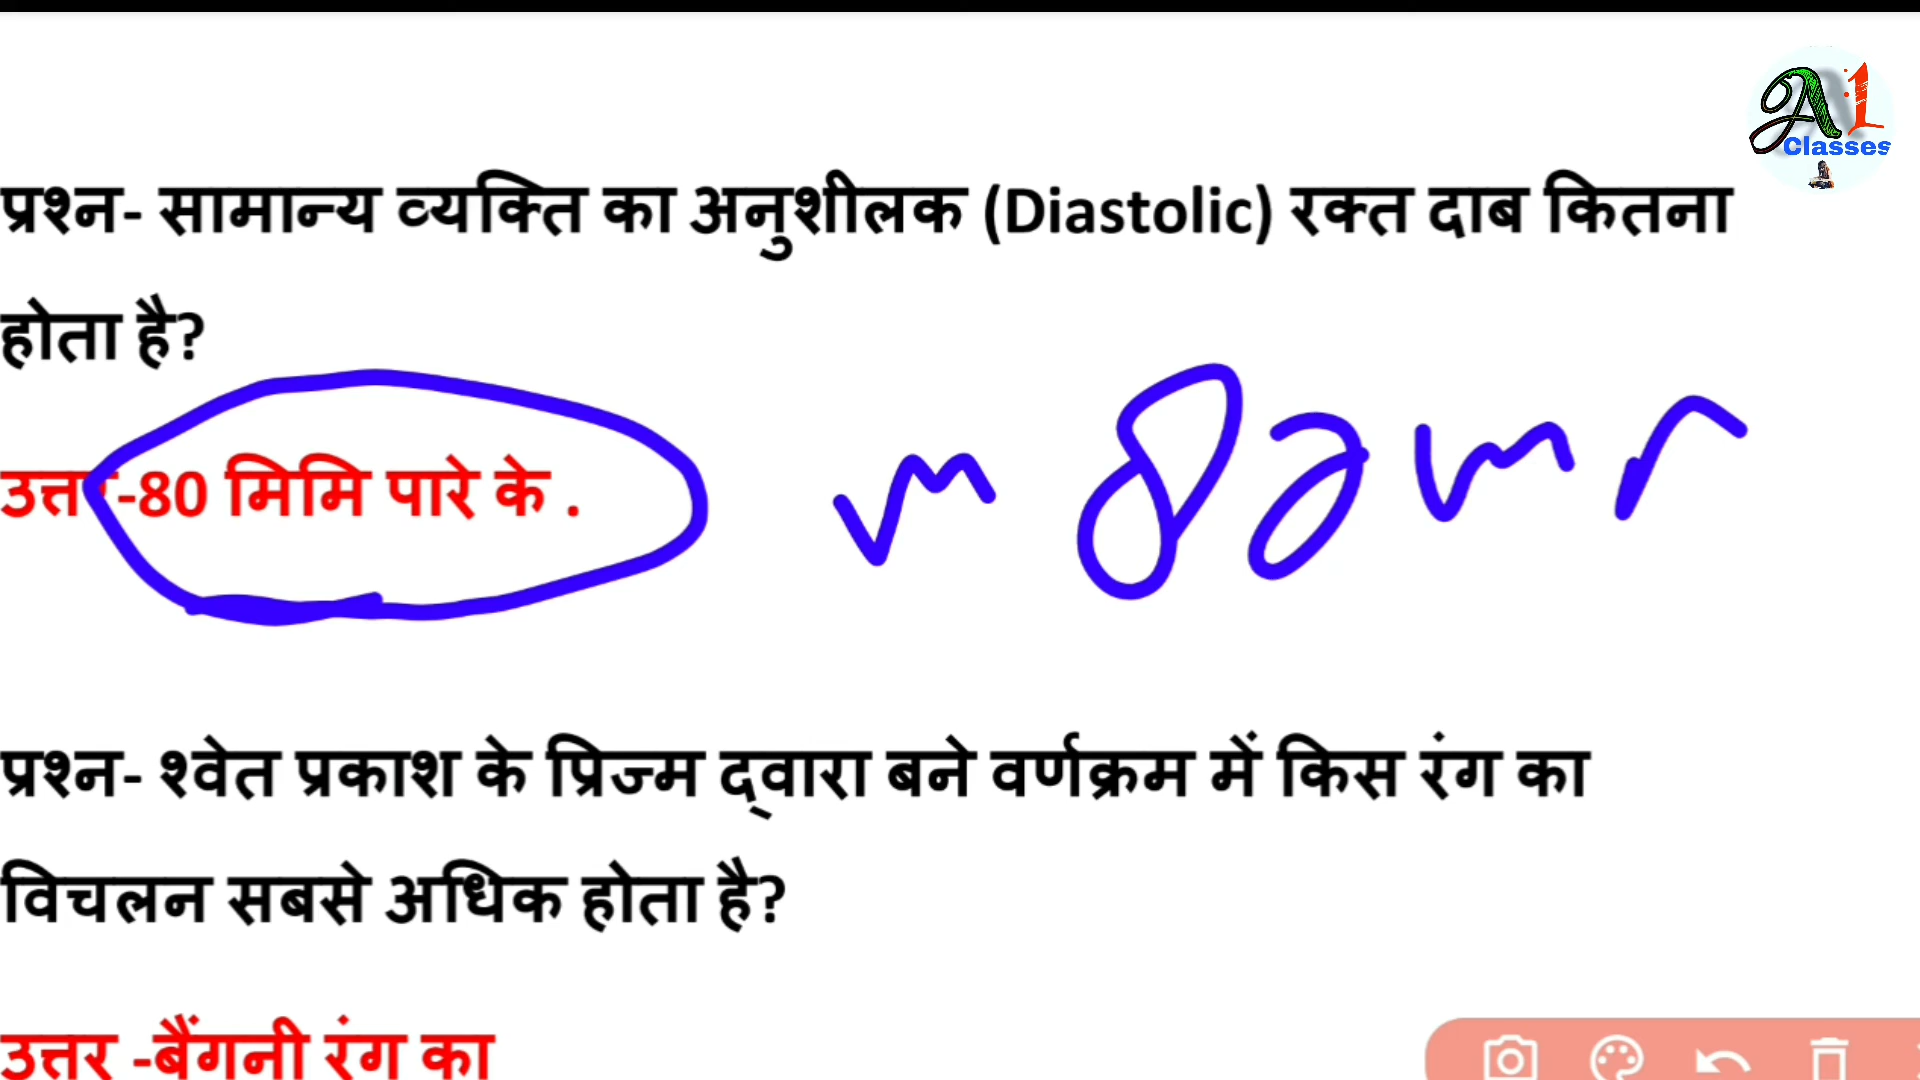 A1
Classes
प्रश्न- सामान्य व्यक्ति का अनुशीलक (Diastolic) रक्त दाब कितना
होता है?
उत्तर-80 मिमि पारे के .
प्रश्न- श्वेत प्रकाश के प्रिज्म द्वारा बने वर्णक्रम में किस रंग का
विचलन सबसे अधिक होता है?
उत्तर -बैंगनी रंग का